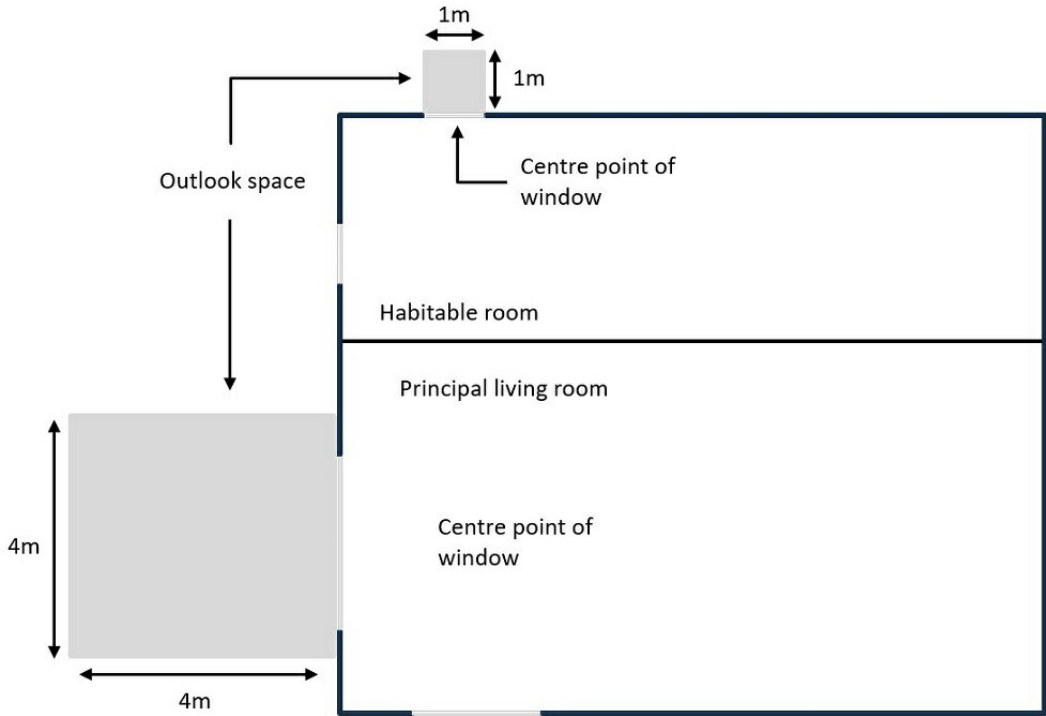 1m
1m
Outlook space
Centre point of
window
Habitable room
Principal living room
4m
Centre point of
window
4m